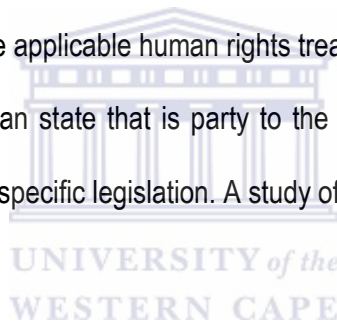 e applicable human rights trea
an state that is party to the
specific legislation. A study of
UNIVERSITY of the
WESTERN CAPE